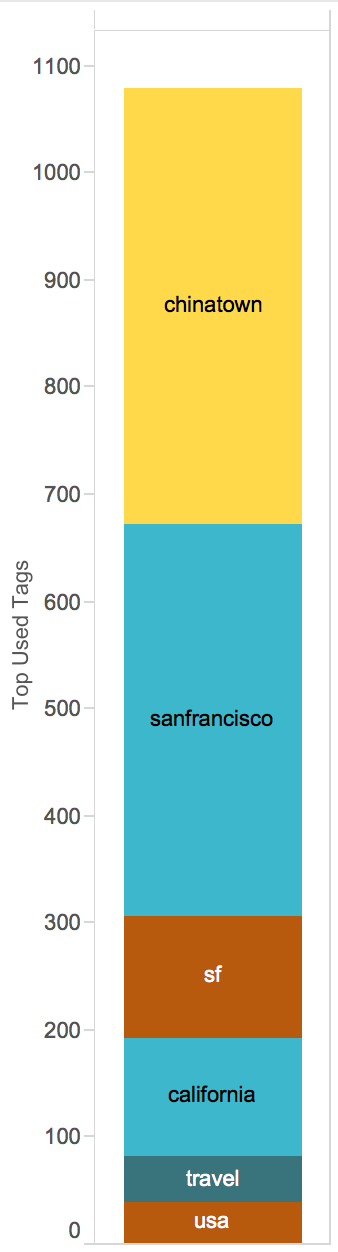 1100
1000
900
chinatown
800
700
600
Top Used Tags
500
sanfrancisco
400
300
sf
200
california
100
travel
usa
0